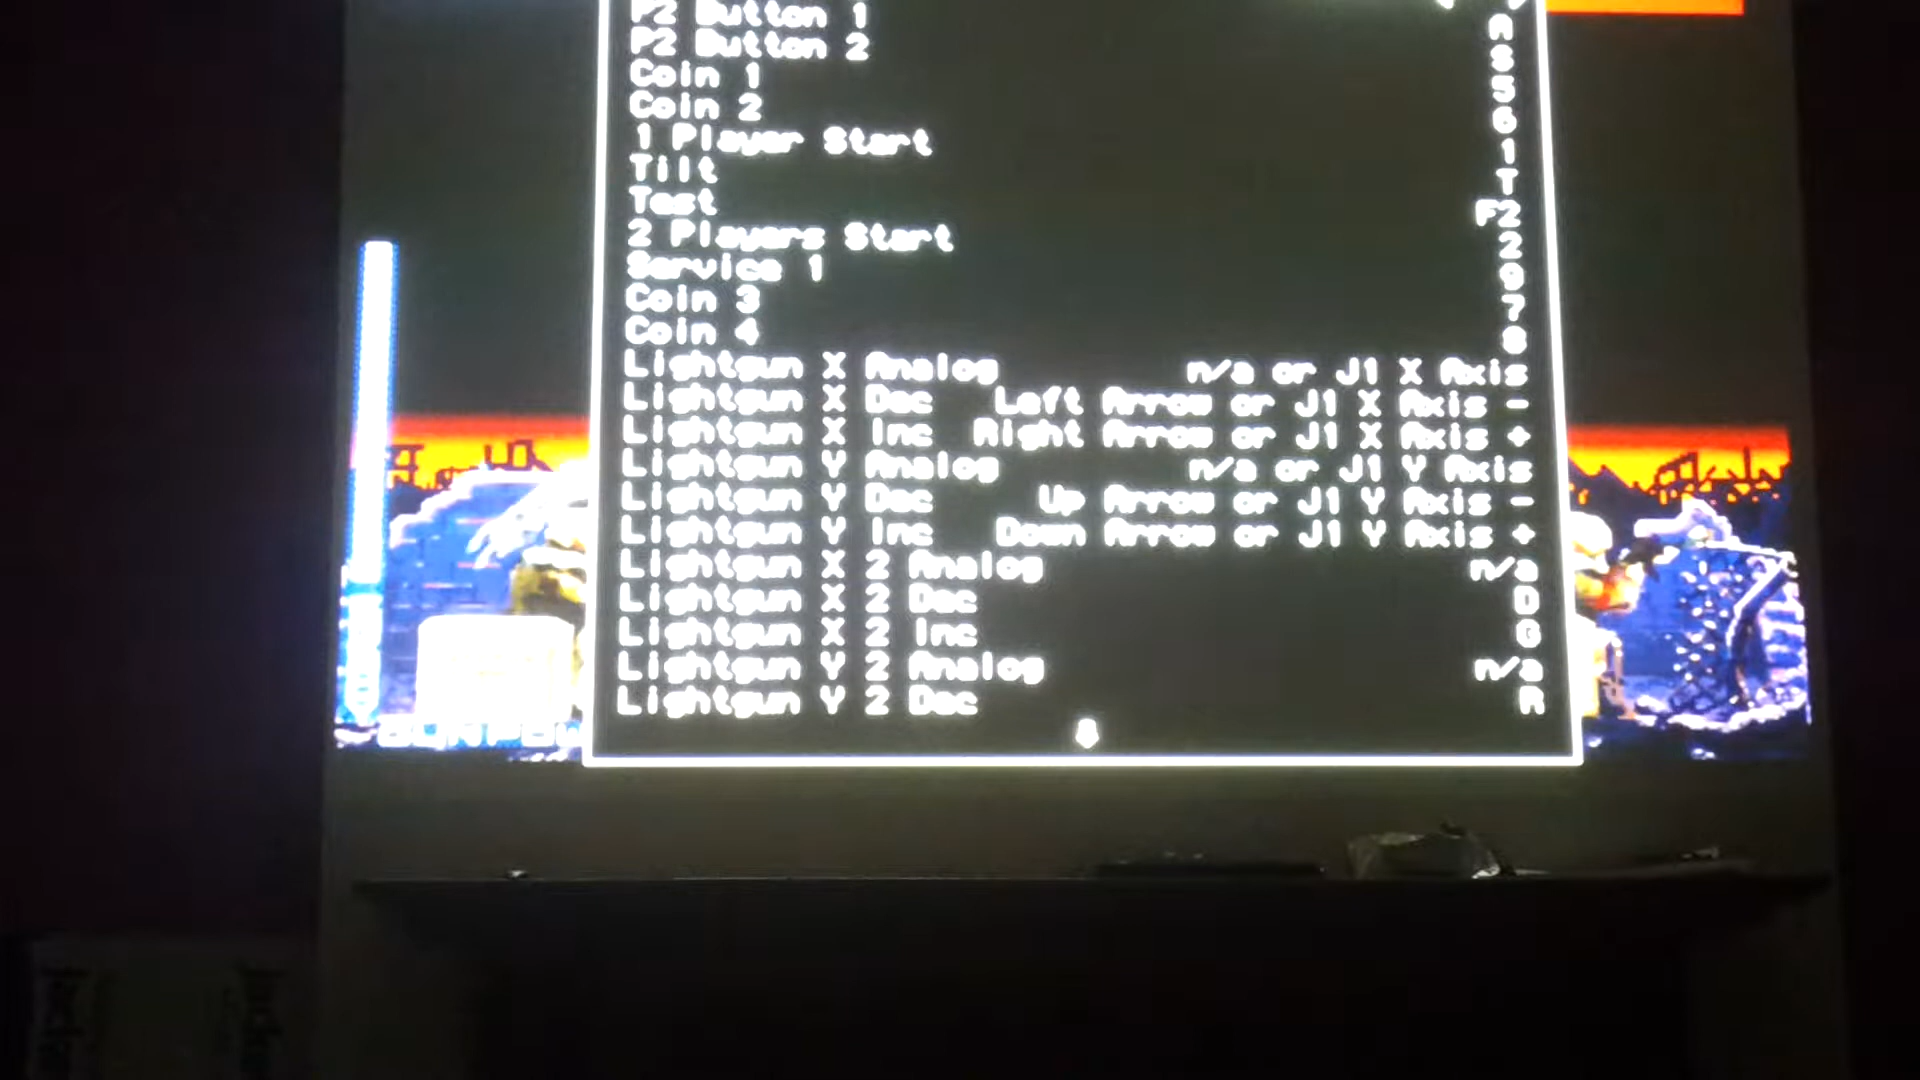 P2 Button 1 A
P2 Button 2 S
Coin 1 5
Coin 2 6
1 Player Start 1
Tilt T
Test F2
2 Players Start 2
Service 1 9
Coin 3 7
Coin 4 8
Lightgun X Analog n/a or J1 X Axis
Lightgun X Dec Left Arrow or J1 X Axis -
Lightgun X Inc Right Arrow or J1 X Axis +
Lightgun Y Analog n/a or J1 Y Axis
Lightgun Y Dec Up Arrow or J1 Y Axis -
Lightgun Y Inc Down Arrow or J1 Y Axis +
Lightgun X 2 Analog n/a
Lightgun X 2 Dec D
Lightgun X 2 Inc G
Lightgun Y 2 Analog n/a
Lightgun Y 2 Dec R